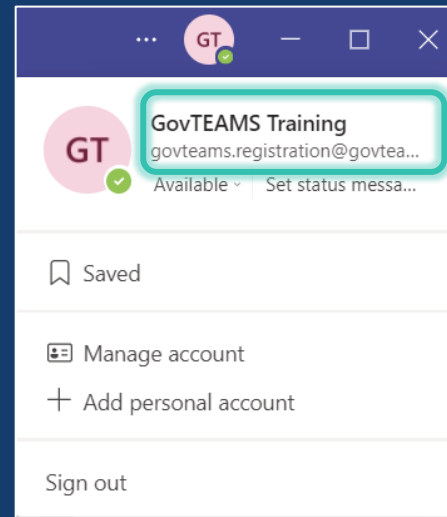 ... GT
GovTEAMS Training
GT
govteams.registration@govtea...
Available Set status messa...
Saved
Manage account
Add personal account
Sign out